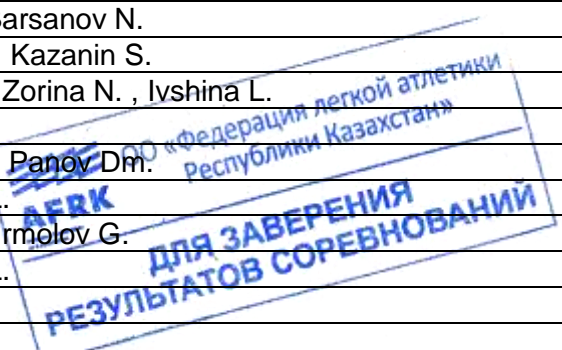 arsanov N.
Kazanin S.
Zorina N. , Ivshina L.
ОО «Федерация легкой атлетики
Республики Казахстан»
Panov Dm.
AFRK
rmolov G.
ДЛЯ ЗАВЕРЕНИЯ
РЕЗУЛЬТАТОВ СОРЕВНОВАНИЙ